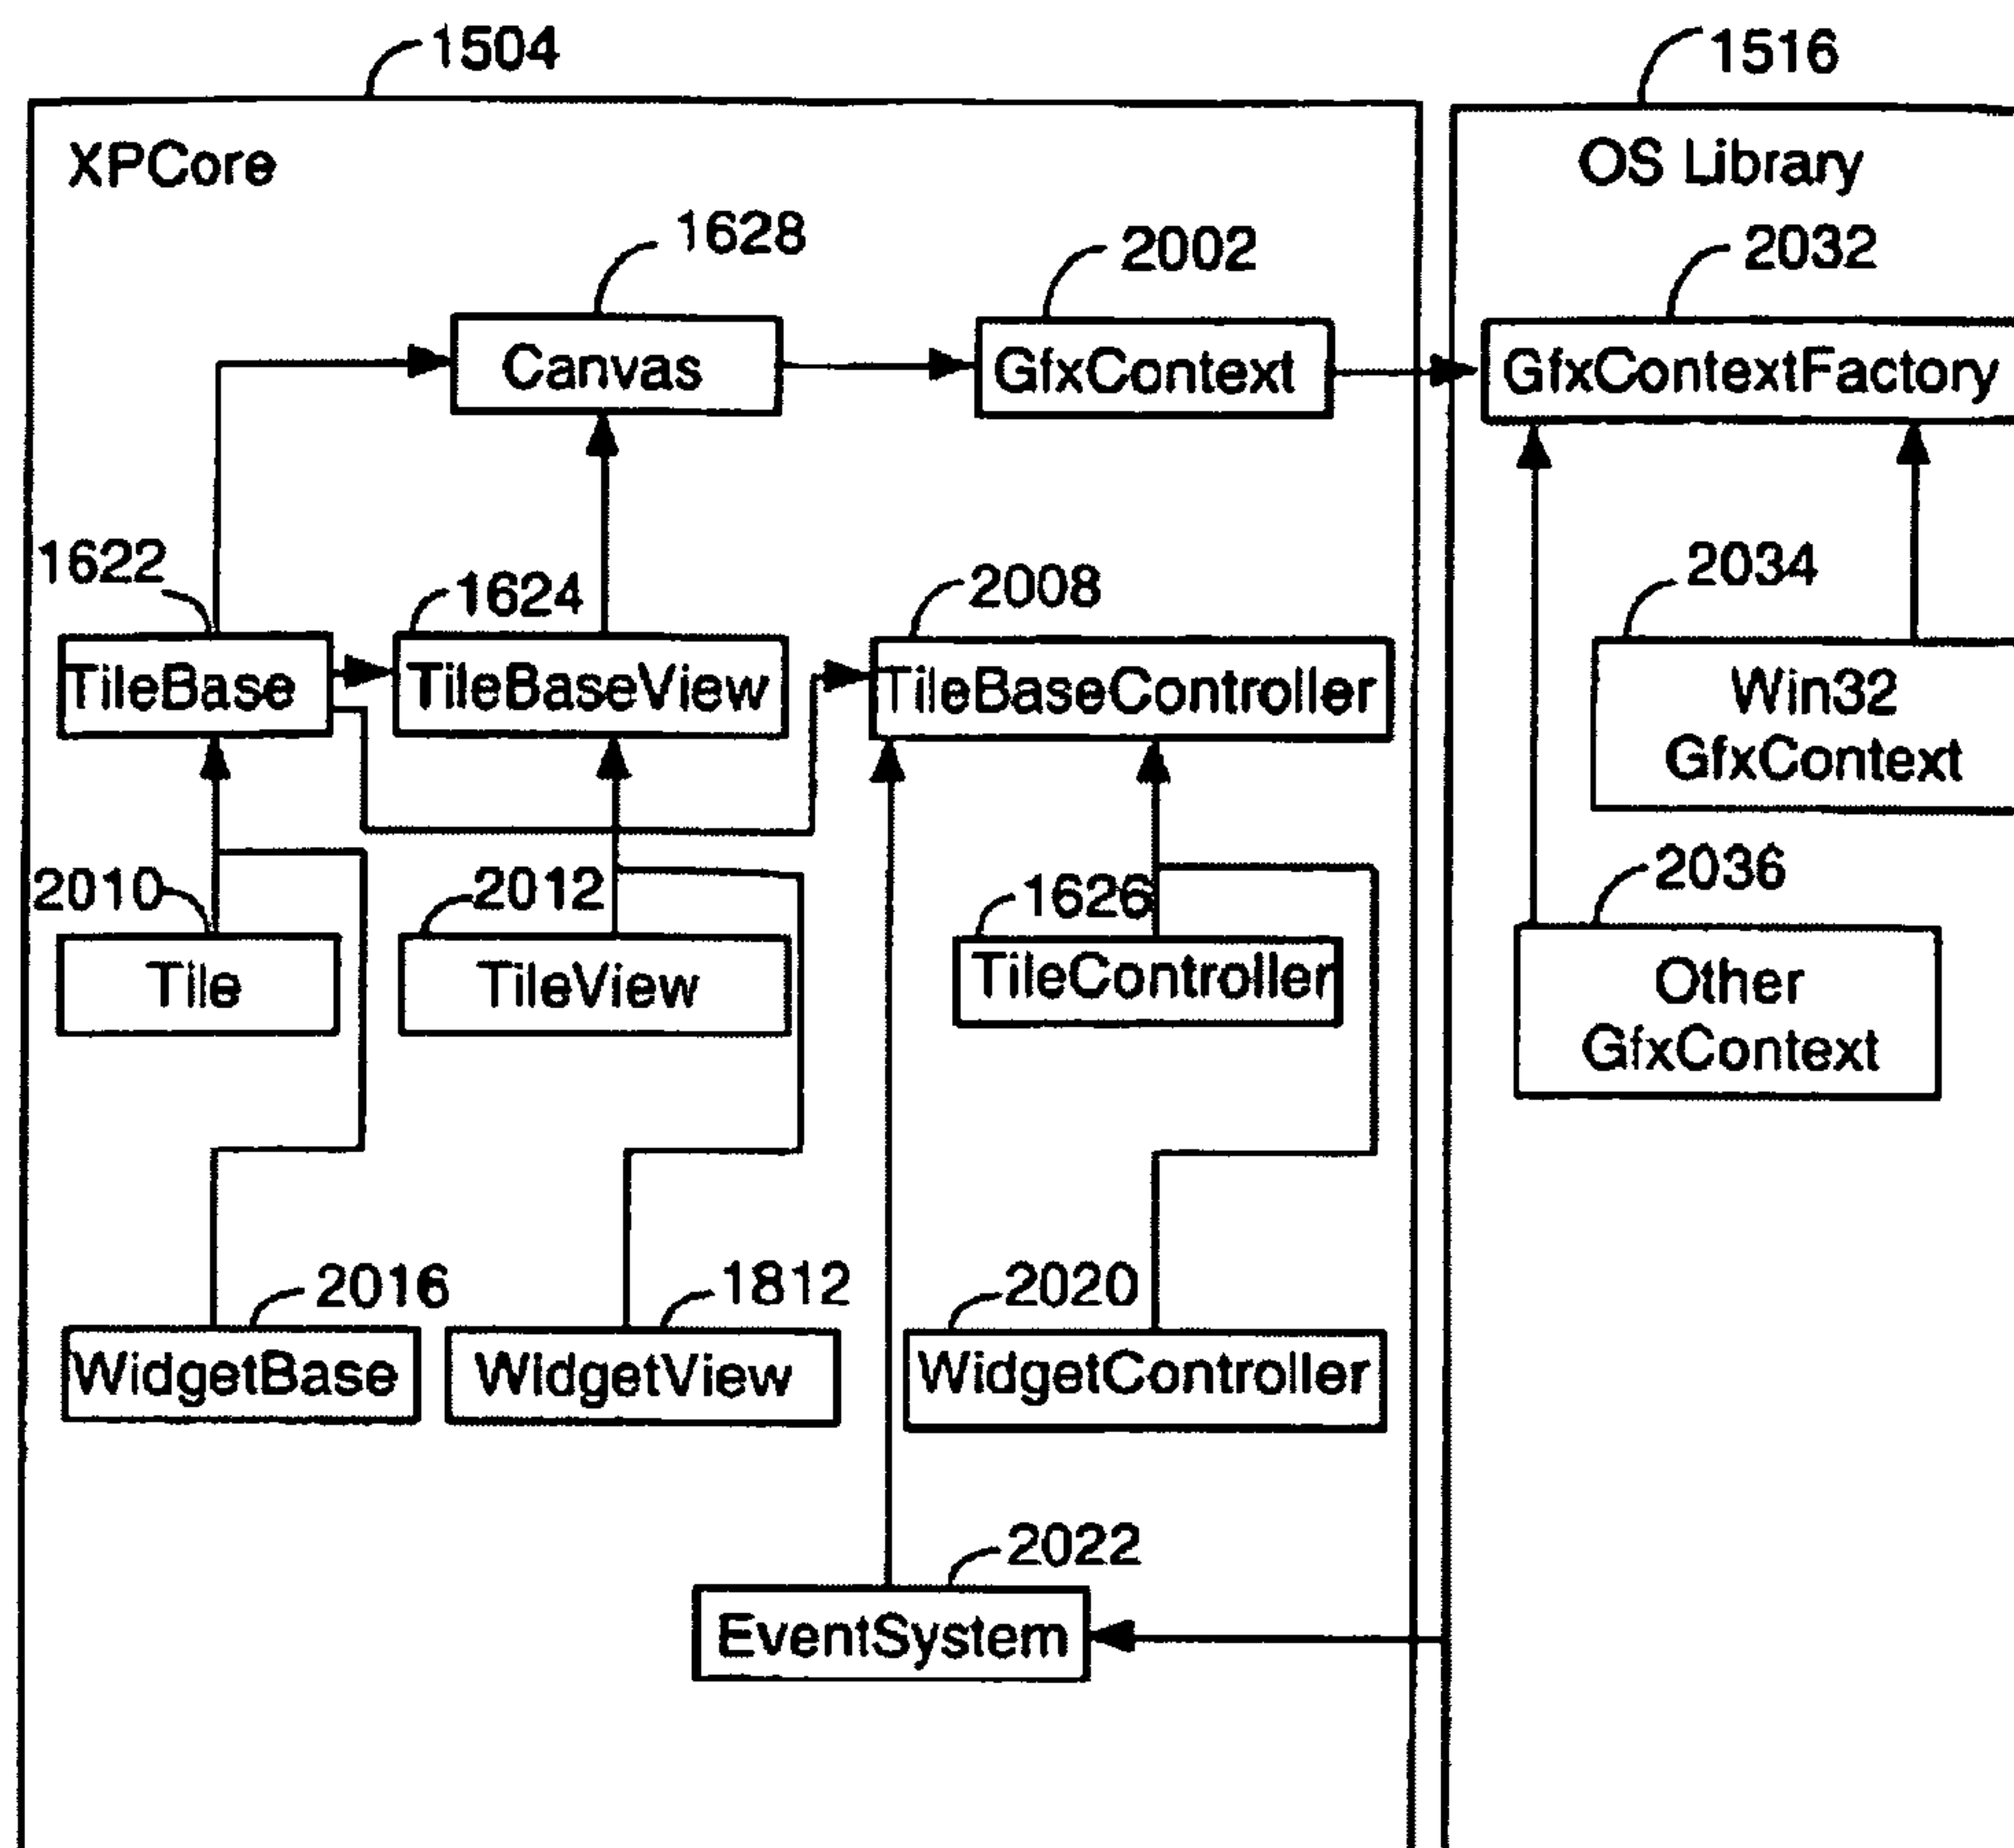 1504
1516
XPCore
OS Library
1628
2002
2032
Canvas
GfxContext
GfxContextFactory
1622
1624
2008
2034
TileBase
TileBaseView
TileBaseController
Win32
GfxContext
2010
2012
1626
2036
Tile
TileView
TileController
Other
GfxContext
2016
1812
2020
WidgetBase
WidgetView
WidgetController
2022
EventSystem